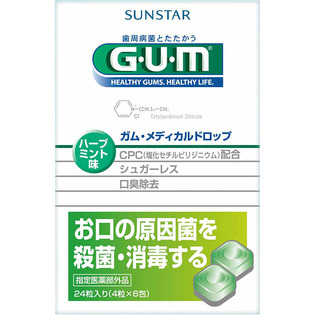 SUNSTAR
歯周病菌とたたかう
G・U・M
HEALTHY GUMS. HEALTHY LIFE.
ガム・メディカルドロップ
ハーブミント味
CPC(塩化セチルピリジニウム)配合
シュガーレス
口臭除去
お口の原因菌を
殺菌・消毒する
指定医薬部外品
24粒入り(4粒×6包)